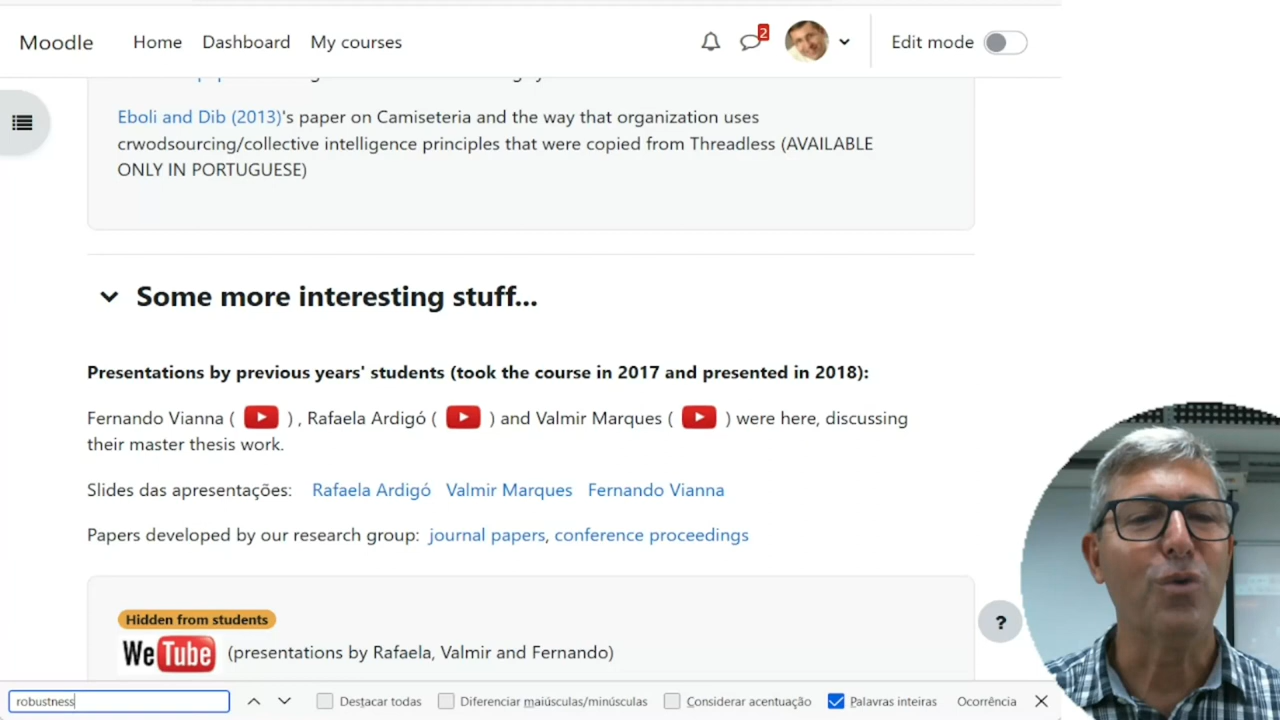 Moodle Home Dashboard My courses 2 Edit mode
Eboli and Dib (2013)'s paper on Camiseteria and the way that organization uses
crwodsourcing/collective intelligence principles that were copied from Threadless (AVAILABLE
ONLY IN PORTUGUESE)
Some more interesting stuff...
Presentations by previous years' students (took the course in 2017 and presented in 2018):
Fernando Vianna ( ) , Rafaela Ardigó ( ) and Valmir Marques ( ) were here, discussing
their master thesis work.
Slides das apresentações: Rafaela Ardigó Valmir Marques Fernando Vianna
Papers developed by our research group: journal papers, conference proceedings
Hidden from students
WeTube (presentations by Rafaela, Valmir and Fernando)
?
robustness Destacar todas Diferenciar maiúsculas/minúsculas Considerar acentuação Palavras inteiras Ocorrência